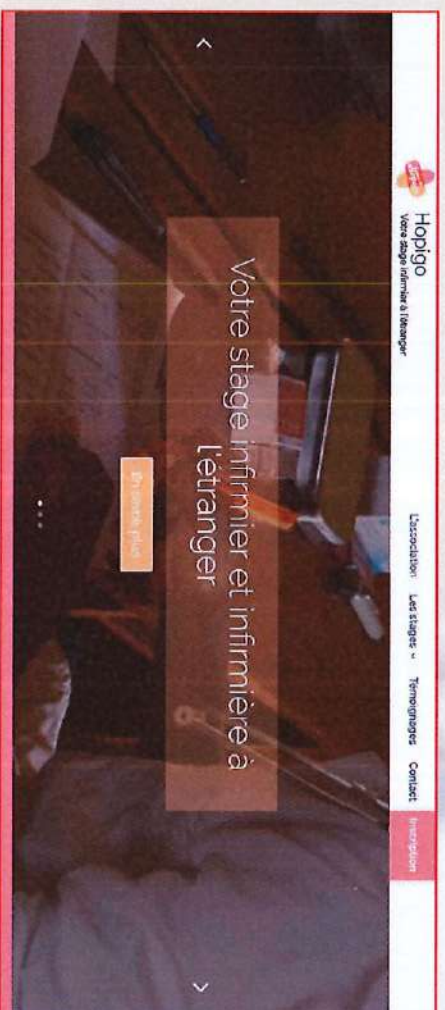 Hopigo
Votre stage infirmier à l'étranger
L'association Les stages Témoignages Contact Inscription
Votre stage infirmier et infirmière à
l'étranger
En savoir plus!